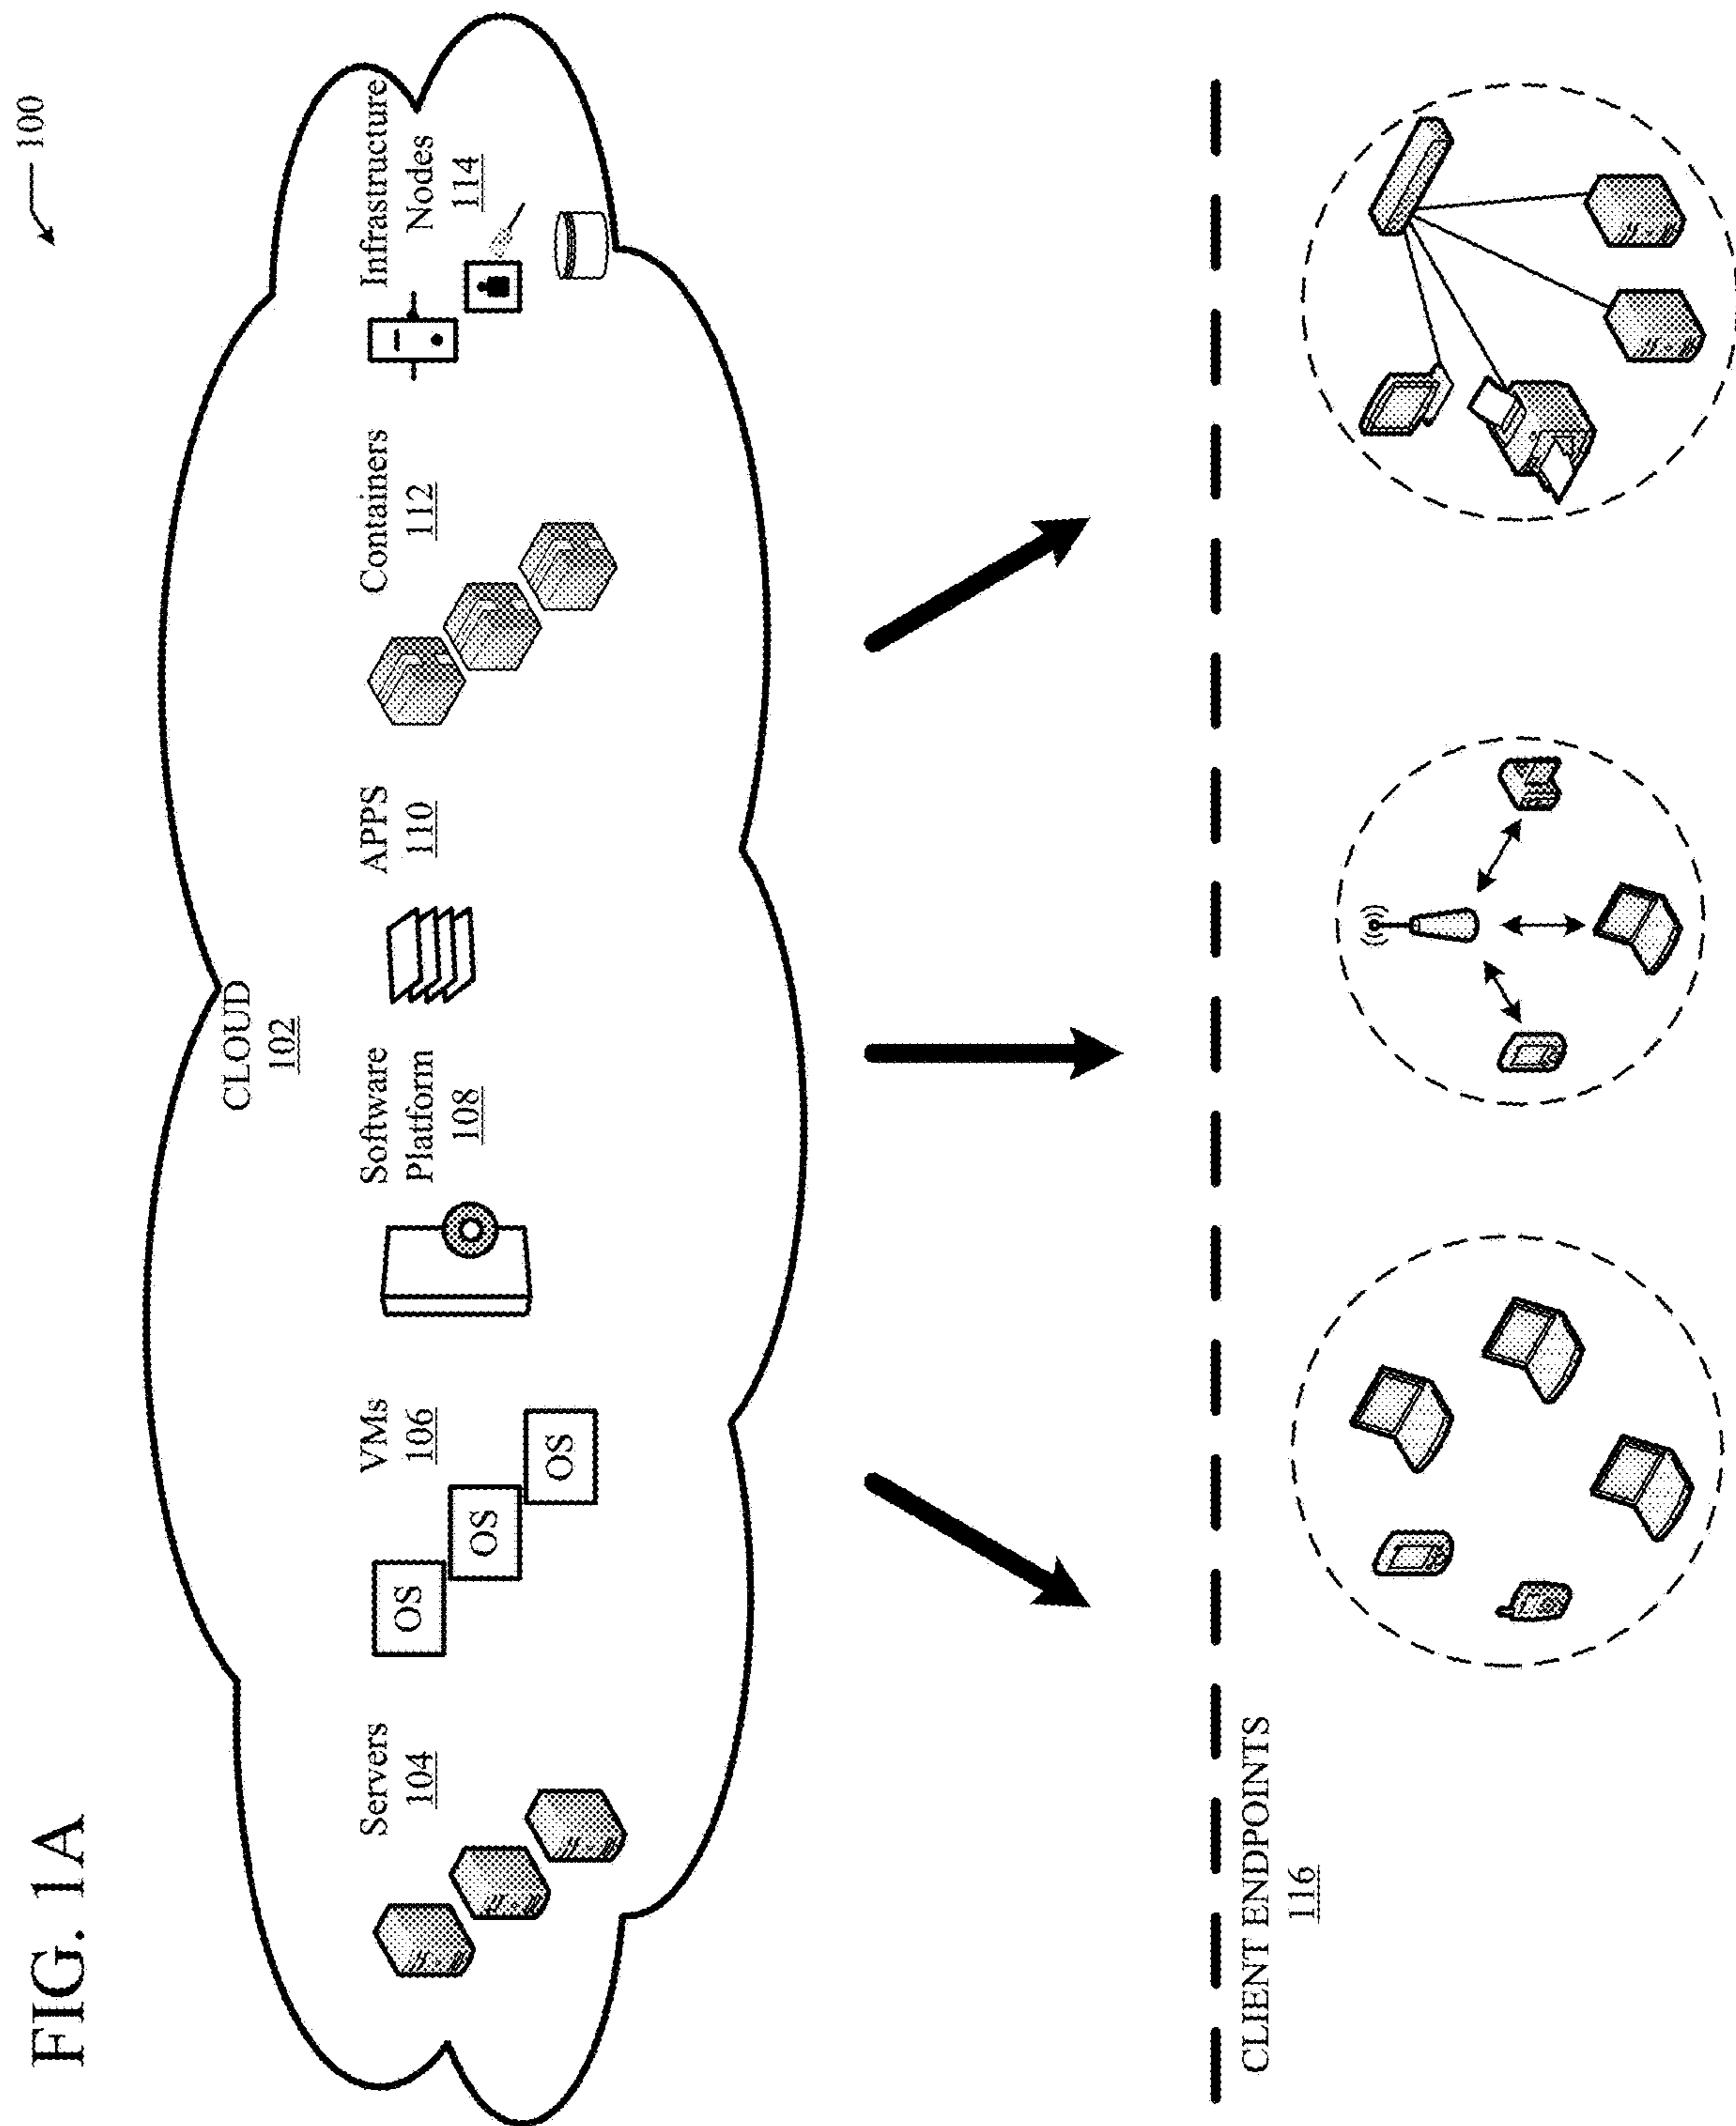 FIG. 1A
100
CLOUD
102
Servers
104
VMs
106
Software
Platform
108
APPS
110
Containers
112
Infrastructure
Nodes
114
OS
OS
OS
CLIENT ENDPOINTS
116